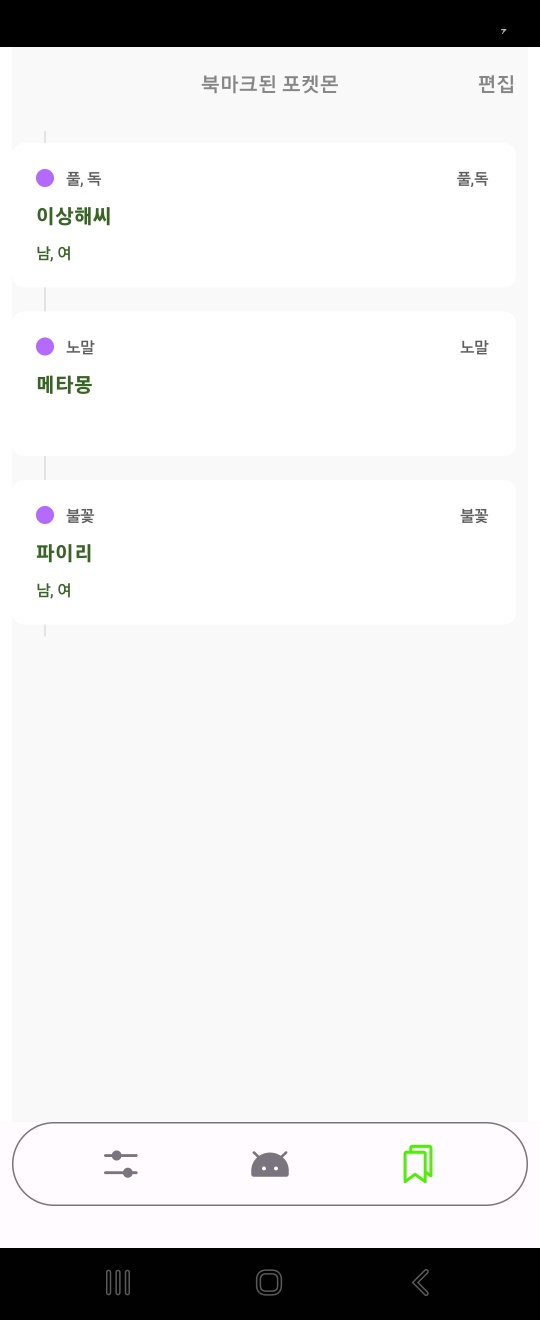 북마크된 포켓몬 편집
풀, 독 풀,독
이상해씨
남, 여
노말 노말
메타몽
불꽃 불꽃
파이리
남, 여